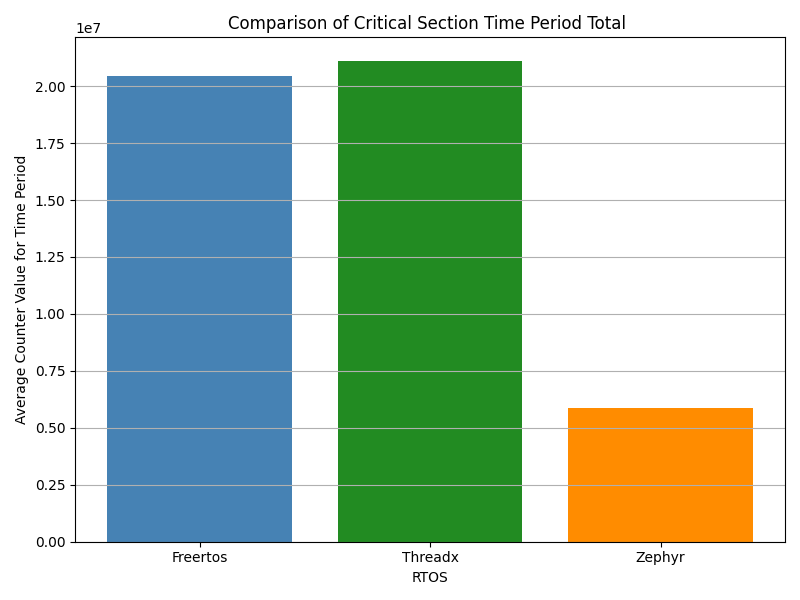 Comparison of Critical Section Time Period Total
1e7
Average Counter Value for Time Period
2.00
1.75
1.50
1.25
1.00
0.75
0.50
0.25
0.00
Freertos Threadx Zephyr
RTOS